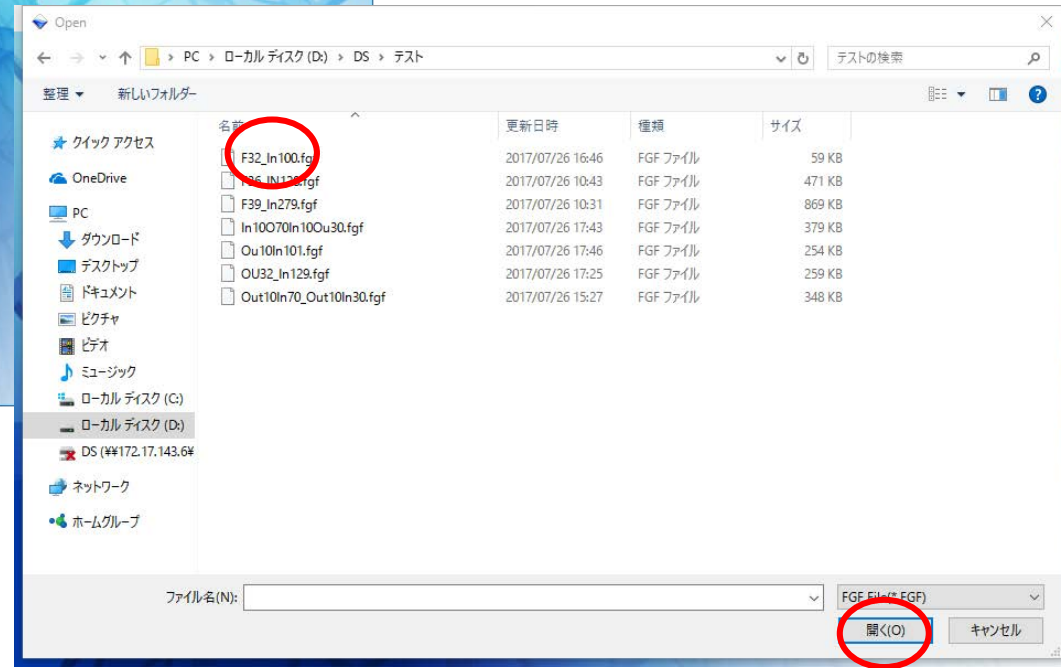 Open
PC › ローカル ディスク (D:) › DS › テスト
テストの検索
整理
新しいフォルダー
名前
更新日時
種類
サイズ
クイック アクセス
OneDrive
PC
ダウンロード
デスクトップ
ドキュメント
ピクチャ
ビデオ
ミュージック
ローカル ディスク (C:)
ローカル ディスク (D:)
DS (¥¥172.17.143.6¥
ネットワーク
ホームグループ
F32_In100.fgf 2017/07/26 16:46 FGF ファイル 59 KB
2017/07/26 10:43 FGF ファイル 471 KB
F39_In279.fgf 2017/07/26 10:31 FGF ファイル 869 KB
In10O70In10Ou30.fgf 2017/07/26 17:43 FGF ファイル 379 KB
Ou10In101.fgf 2017/07/26 17:46 FGF ファイル 254 KB
OU32_In129.fgf 2017/07/26 17:25 FGF ファイル 259 KB
Out10In70_Out10In30.fgf 2017/07/26 15:27 FGF ファイル 348 KB
ファイル名(N):
FGF File(*.FGF)
開く(O)
キャンセル